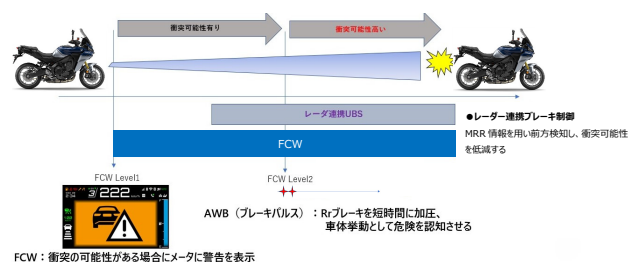 衝突可能性有り
衝突可能性高い
レーダ連携UBS
●レーダー連携ブレーキ制御
MRR 情報を用い前方検知し、衝突可能性
を低減する
FCW
FCW Level1
FCW Level2
3
222
AWB（ブレーキパルス）：Rrブレーキを短時間に加圧、
車体挙動として危険を認知させる
FCW：衝突の可能性がある場合にメータに警告を表示